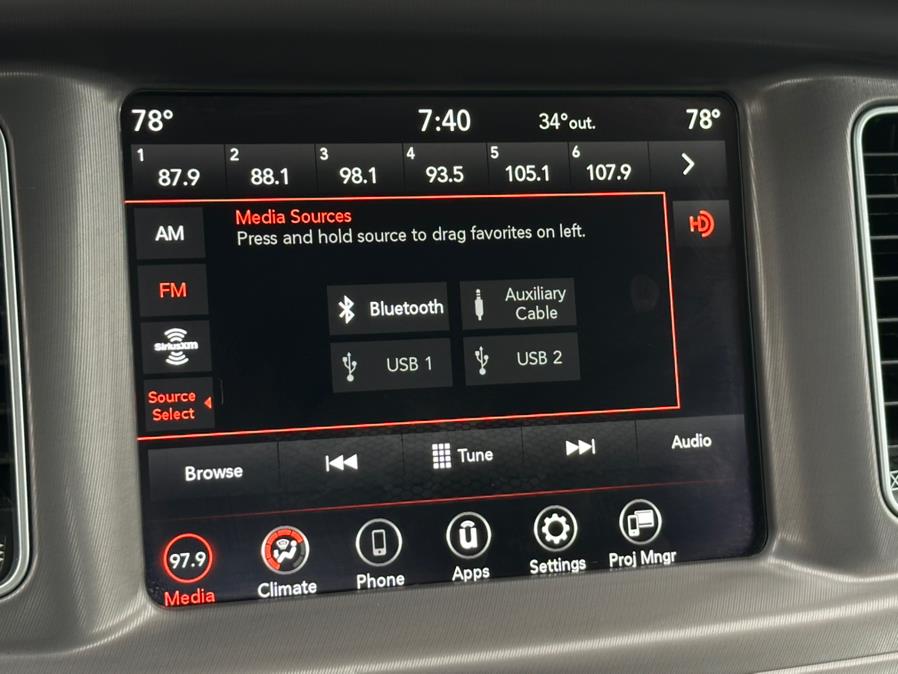 78° 7:40 34°out. 78°
1 2 3 4 5 6
87.9 88.1 98.1 93.5 105.1 107.9
Media Sources
Press and hold source to drag favorites on left.
AM
HD
FM
Bluetooth
Auxiliary
Cable
SiriusXM
USB 1 USB 2
Source
Select
Browse Tune Audio
97.9
Media Climate Phone Apps Settings Proj Mngr